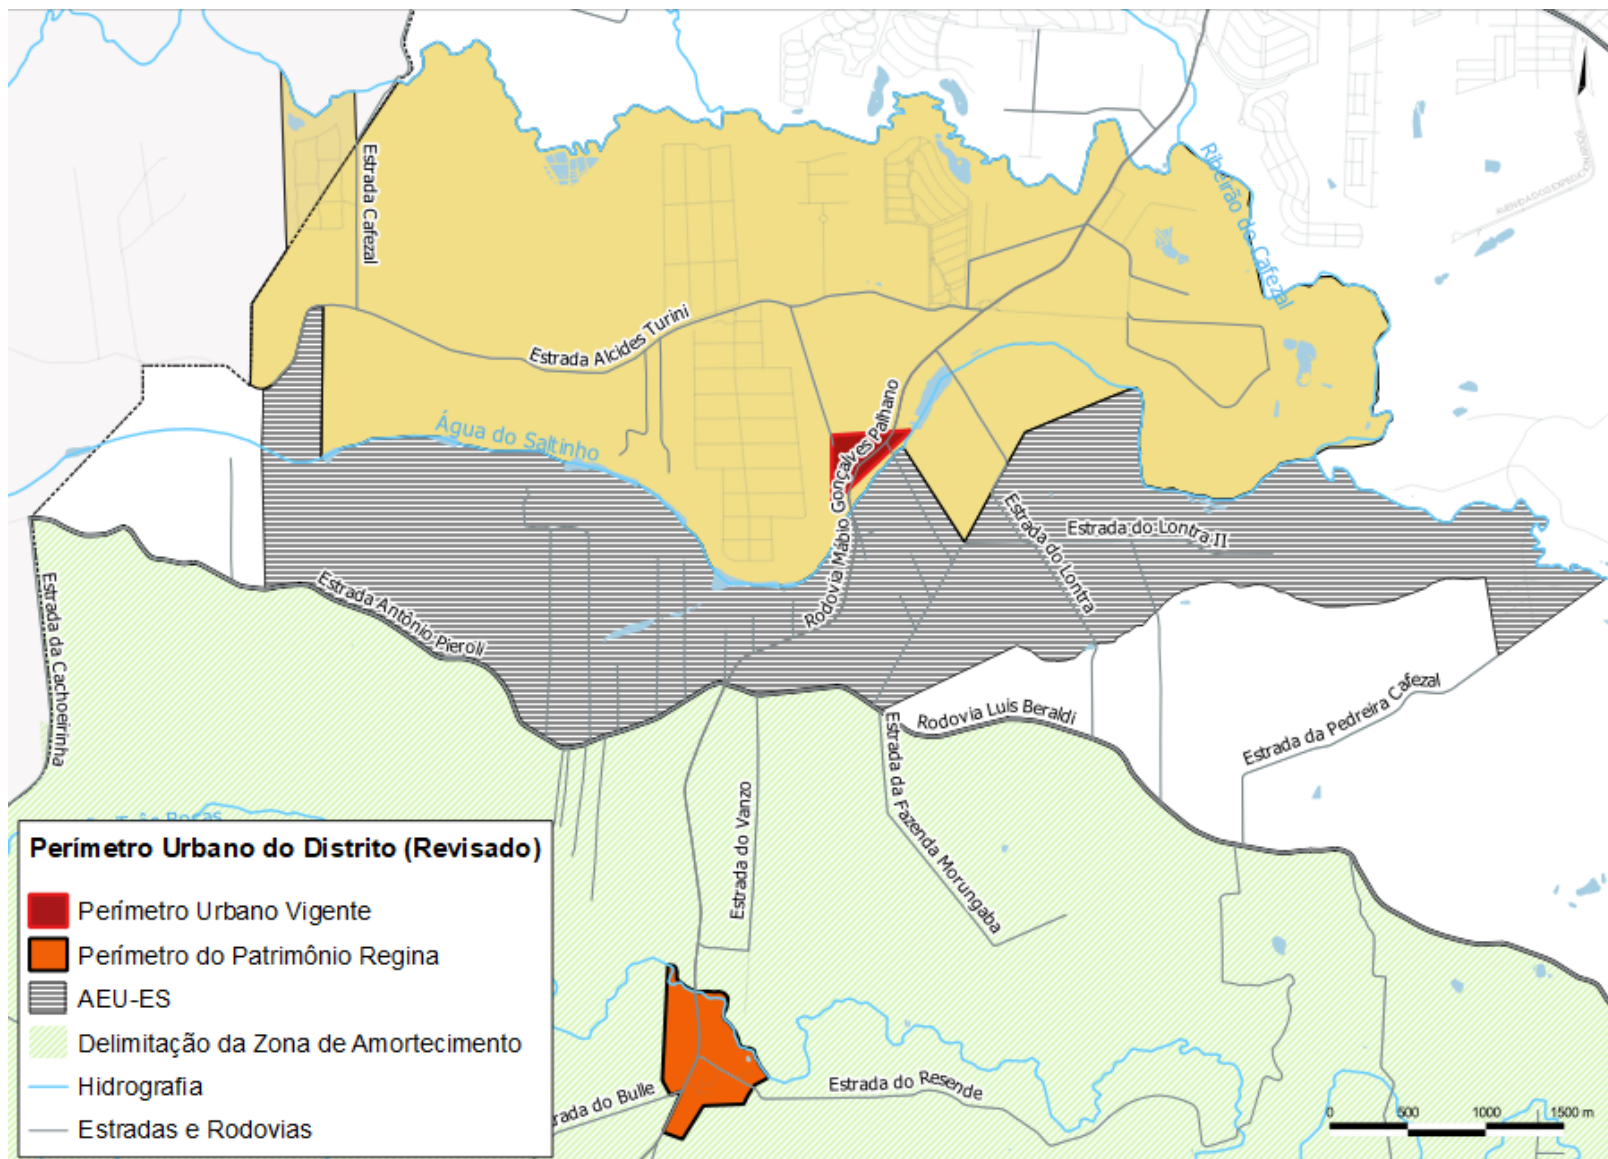 Estrada Cafezal
Ribeirão do Cafezal
Estrada Alcides Turini
Água do Saltinho
Rodovia Mábio Gonçalves Palhano
Estrada do Lontra
Estrada do Lontra II
Estrada Antônio Pieroli
Estrada da Cachoeirinha
Rodovia Luis Beraldi
Estrada da Pedreira Cafezal
Estrada da Fazenda Morungaba
Estrada do Vanzo
Estrada do Resende
rada do Bulle
Perímetro Urbano do Distrito (Revisado)
Perímetro Urbano Vigente
Perímetro do Patrimônio Regina
AEU-ES
Delimitação da Zona de Amortecimento
Hidrografia
Estradas e Rodovias
0 500 1000 1500 m